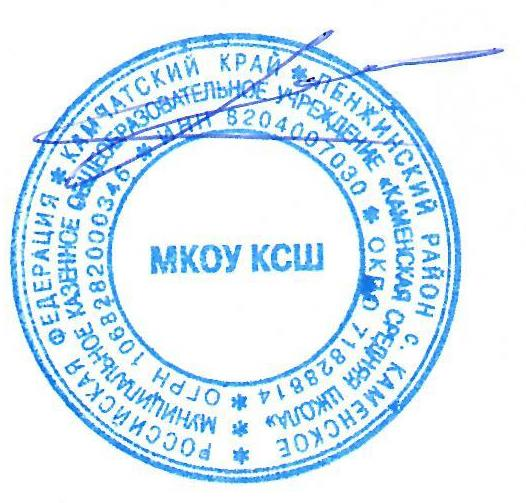 РОССИЙСКАЯ ФЕДЕРАЦИЯ * КАМЧАТСКИЙ КРАЙ * ПЕНЖИНСКИЙ РАЙОН С. КАМЕНСКОЕ *
МУНИЦИПАЛЬНОЕ КАЗЕННОЕ ОБЩЕОБРАЗОВАТЕЛЬНОЕ УЧРЕЖДЕНИЕ «КАМЕНСКАЯ СРЕДНЯЯ ШКОЛА» *
ОГРН 1068282000346 * ИНН 8204007030 * ОКПО 71828814 *
МКОУ КСШ